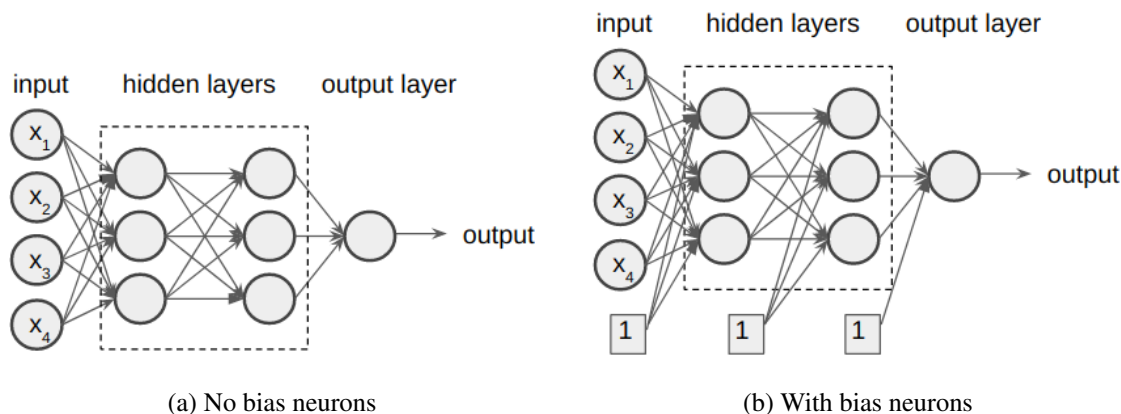 input hidden layers output layer
x1
x2
x3
x4
output
(a) No bias neurons
input hidden layers output layer
x1
x2
x3
x4
1 1 1
output
(b) With bias neurons